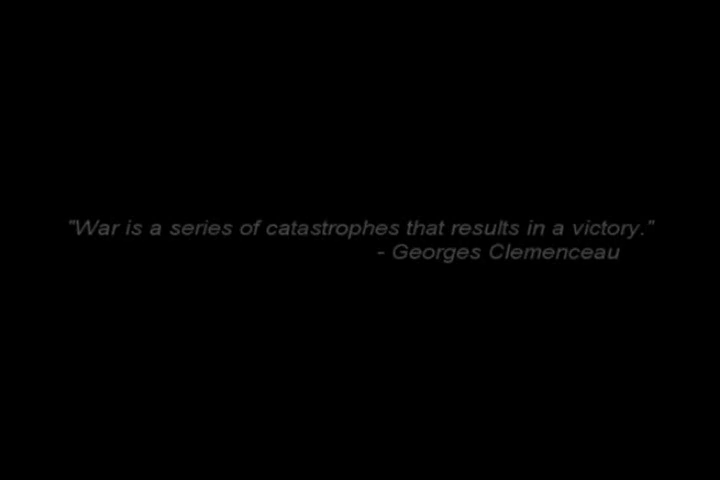 "War is a series of catastrophes that results in a victory."
- Georges Clemenceau